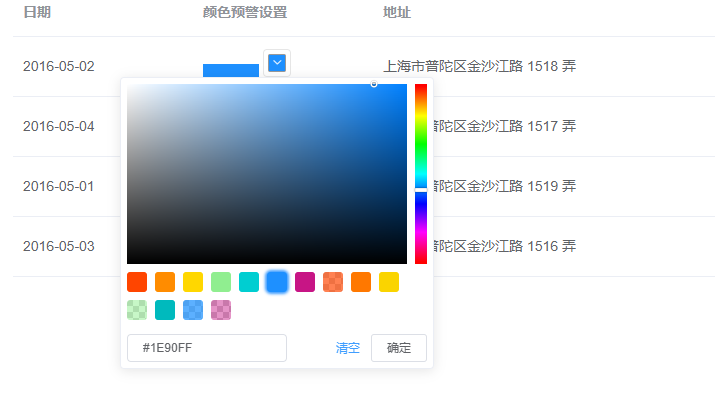 日期 颜色预警设置 地址
2016-05-02 上海市普陀区金沙江路 1518 弄
2016-05-04 普陀区金沙江路 1517 弄
2016-05-01 普陀区金沙江路 1519 弄
2016-05-03 普陀区金沙江路 1516 弄
#1E90FF 清空 确定